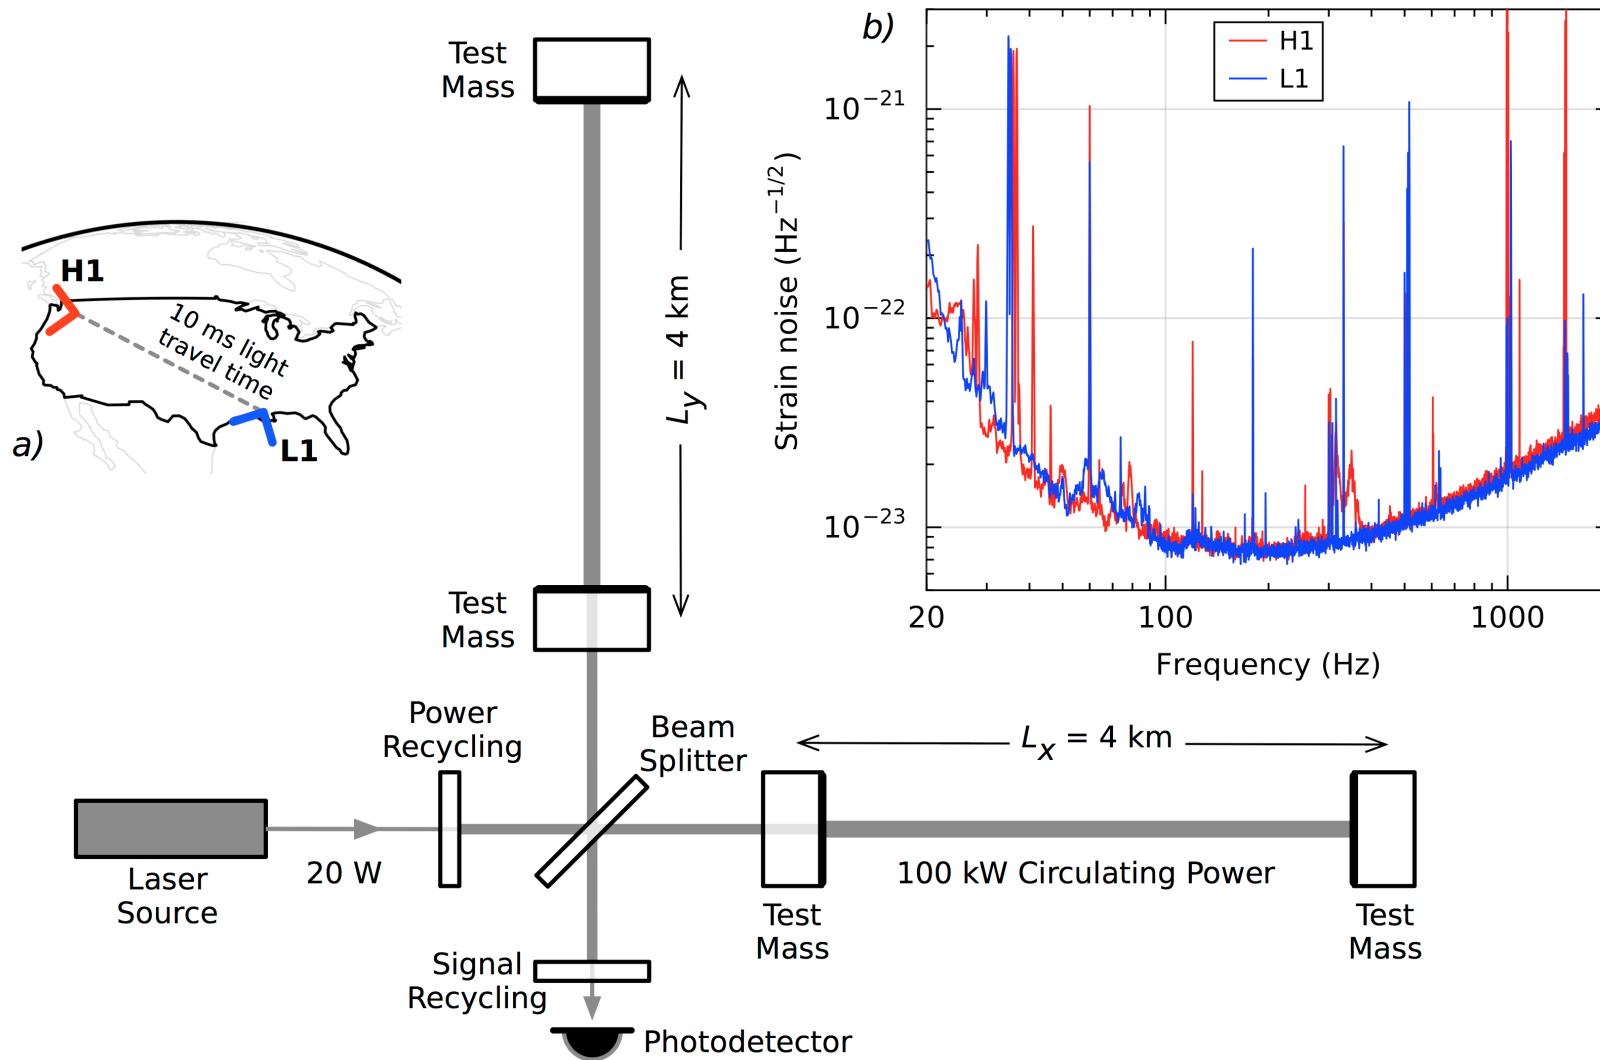 Test
Mass
L_y = 4 km
Test
Mass
H1
10 ms light
travel time
L1
a)
b)
H1
L1
10^−21
10^−22
10^−23
Strain noise (Hz^−1/2)
20
100
1000
Frequency (Hz)
Power
Recycling
Beam
Splitter
L_x = 4 km
Laser
Source
20 W
100 kW Circulating Power
Test
Mass
Test
Mass
Signal
Recycling
Photodetector